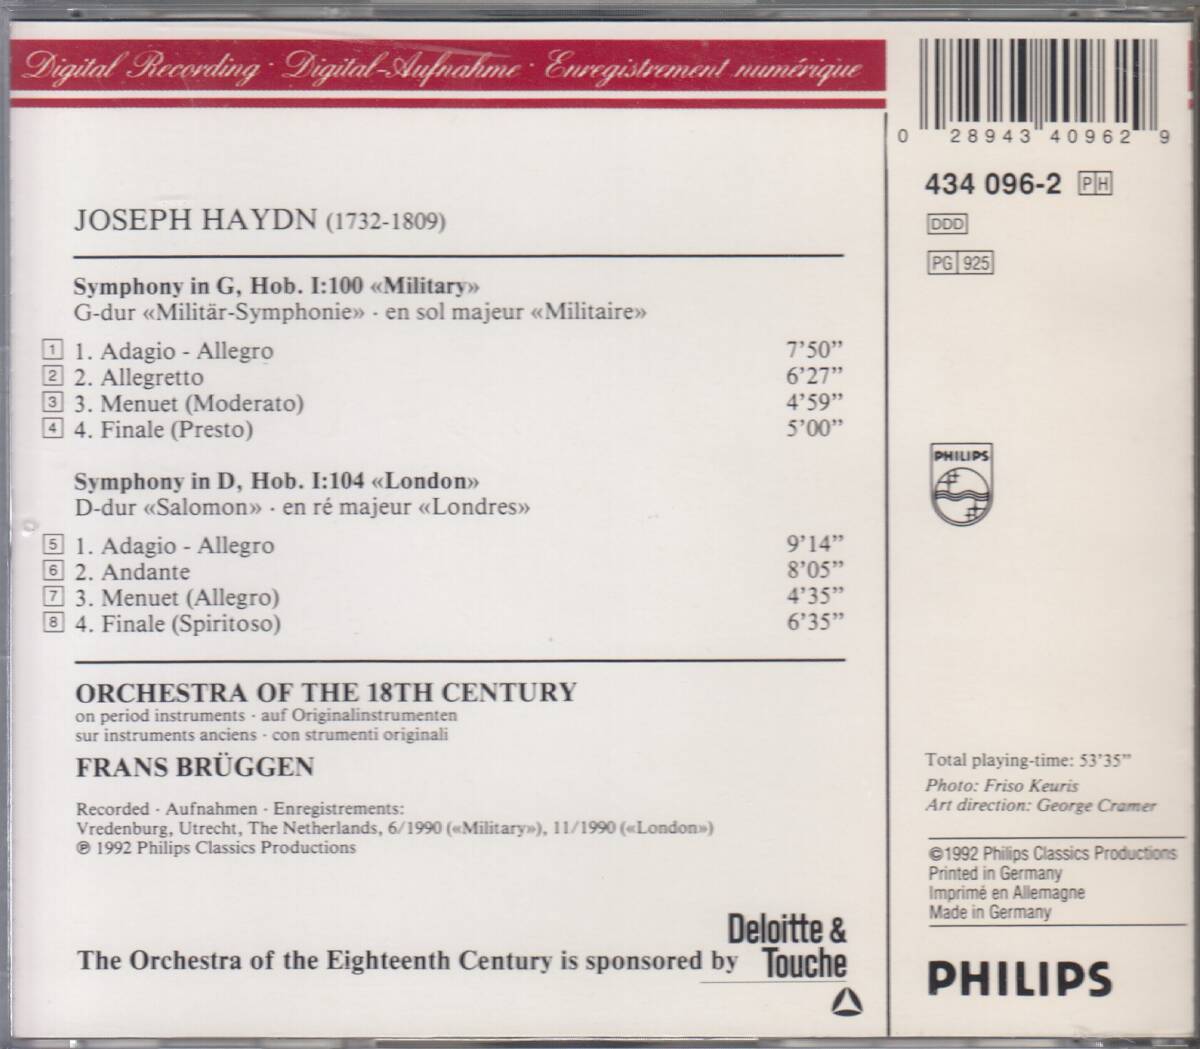 Digital Recording · Digital-Aufnahme · Enregistrement numérique
JOSEPH HAYDN (1732-1809)
Symphony in G, Hob. I:100 «Military»
G-dur «Militär-Symphonie» · en sol majeur «Militaire»
1 1. Adagio - Allegro 7’50”
2 2. Allegretto 6’27”
3 3. Menuet (Moderato) 4’59”
4 4. Finale (Presto) 5’00”
Symphony in D, Hob. I:104 «London»
D-dur «Salomon» · en ré majeur «Londres»
5 1. Adagio - Allegro 9’14”
6 2. Andante 8’05”
7 3. Menuet (Allegro) 4’35”
8 4. Finale (Spiritoso) 6’35”
ORCHESTRA OF THE 18TH CENTURY
on period instruments · auf Originalinstrumenten
sur instruments anciens · con strumenti originali
FRANS BRÜGGEN
Recorded · Aufnahmen · Enregistrements:
Vredenburg, Utrecht, The Netherlands, 6/1990 («Military»), 11/1990 («London»)
℗ 1992 Philips Classics Productions
The Orchestra of the Eighteenth Century is sponsored by
Deloitte &
Touche
0 28943 40962 9
434 096-2 PH
DDD
PG 925
PHILIPS
Total playing-time: 53’35”
Photo: Friso Keuris
Art direction: George Cramer
©1992 Philips Classics Productions
Printed in Germany
Imprimé en Allemagne
Made in Germany
PHILIPS